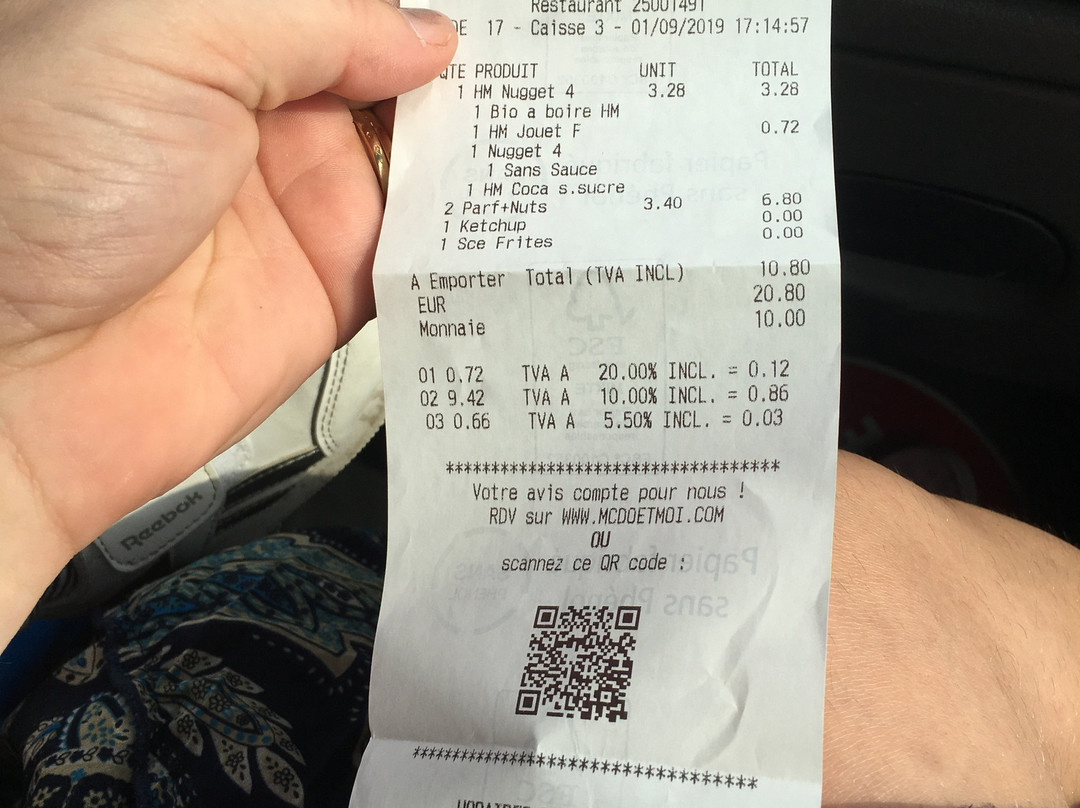 Restaurant 25001491
DE 17 - Caisse 3 - 01/09/2019 17:14:57
QTE PRODUIT UNIT TOTAL
1 HM Nugget 4 3.28 3.28
1 Bio a boire HM
1 HM Jouet F 0.72
1 Nugget 4
1 Sans Sauce
1 HM Coca s.sucre
2 Parf+Nuts 3.40 6.80
1 Ketchup 0.00
1 Sce Frites 0.00
A Emporter Total (TVA INCL) 10.80
EUR 20.80
Monnaie 10.00
01 0.72 TVA A 20.00% INCL. = 0.12
02 9.42 TVA A 10.00% INCL. = 0.86
03 0.66 TVA A 5.50% INCL. = 0.03
*************************************
Votre avis compte pour nous !
RDV sur WWW.MCDOETMOI.COM
OU
scannez ce QR code :
*************************************
Reebok